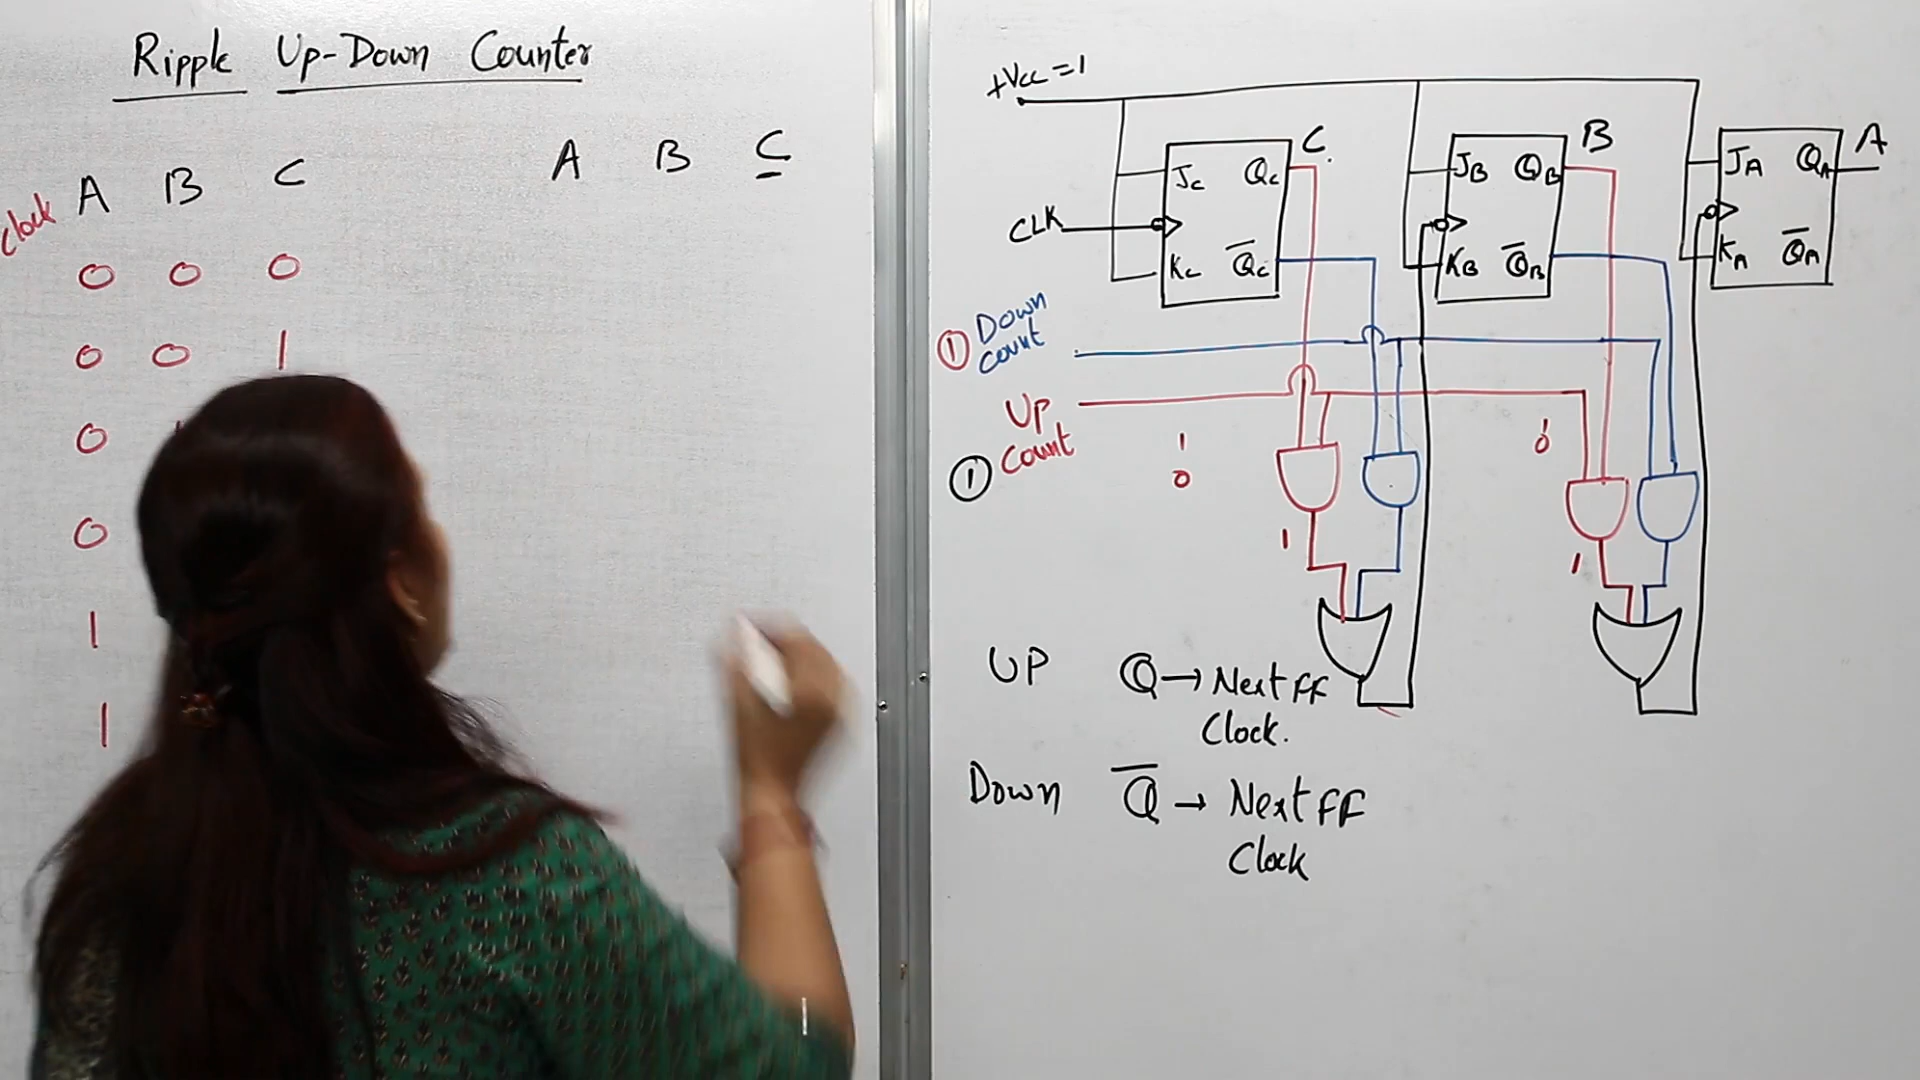 Ripple Up-Down Counter
clock A B C
0 0 0
0 0 1
0
0
1
1
A B C
+Vcc=1
C.
B
A
Jc Qc
CLK
Kc Q̅c
JB QB
KB Q̅B
JA QA
KA Q̅A
① Down
count
UP
① Count
1
0
1
0
1
1
UP Q → Next FF
Clock.
Down Q̅ → Next FF
Clock